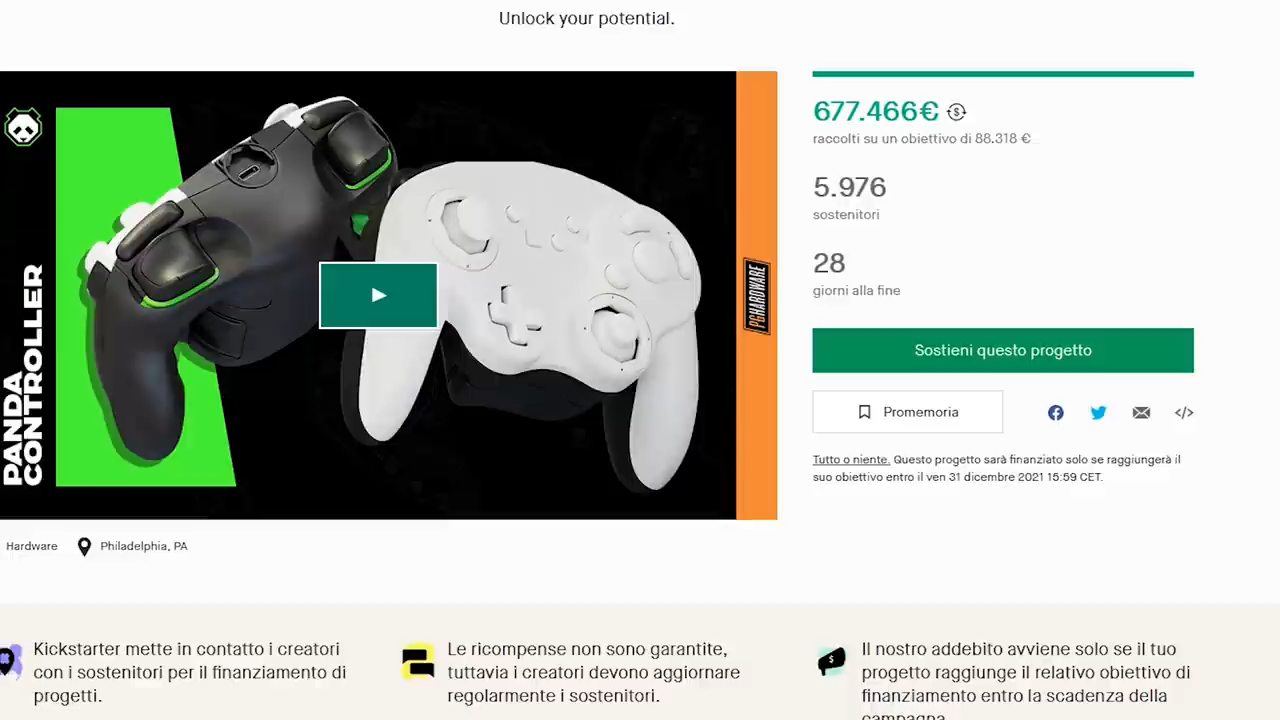 Unlock your potential.
PANDA
CONTROLLER
PG HARDWARE
677.466€
raccolti su un obiettivo di 88.318 €
5.976
sostenitori
28
giorni alla fine
Sostieni questo progetto
Promemoria
Tutto o niente. Questo progetto sarà finanziato solo se raggiungerà il
suo obiettivo entro il ven 31 dicembre 2021 15:59 CET.
Hardware
Philadelphia, PA
Kickstarter mette in contatto i creatori
con i sostenitori per il finanziamento di
progetti.
Le ricompense non sono garantite,
tuttavia i creatori devono aggiornare
regolarmente i sostenitori.
Il nostro addebito avviene solo se il tuo
progetto raggiunge il relativo obiettivo di
finanziamento entro la scadenza della
campagna.